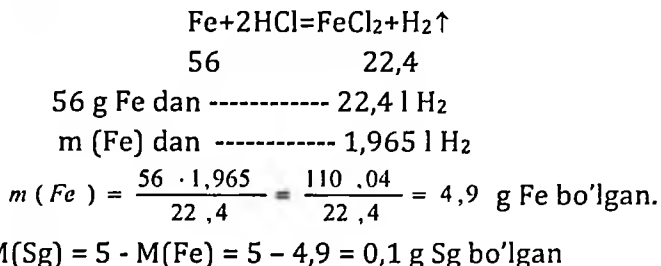 Fe+2HCl=FeCl₂+H₂↑
56 22,4
56 g Fe dan ------------ 22,4 l H₂
m (Fe) dan ------------ 1,965 l H₂
m ( Fe ) = 56 · 1,965 / 22 ,4 = 110 .04 / 22 ,4 = 4 ,9 g Fe bo'lgan.
M(Sg) = 5 - M(Fe) = 5 – 4,9 = 0,1 g Sg bo'lgan